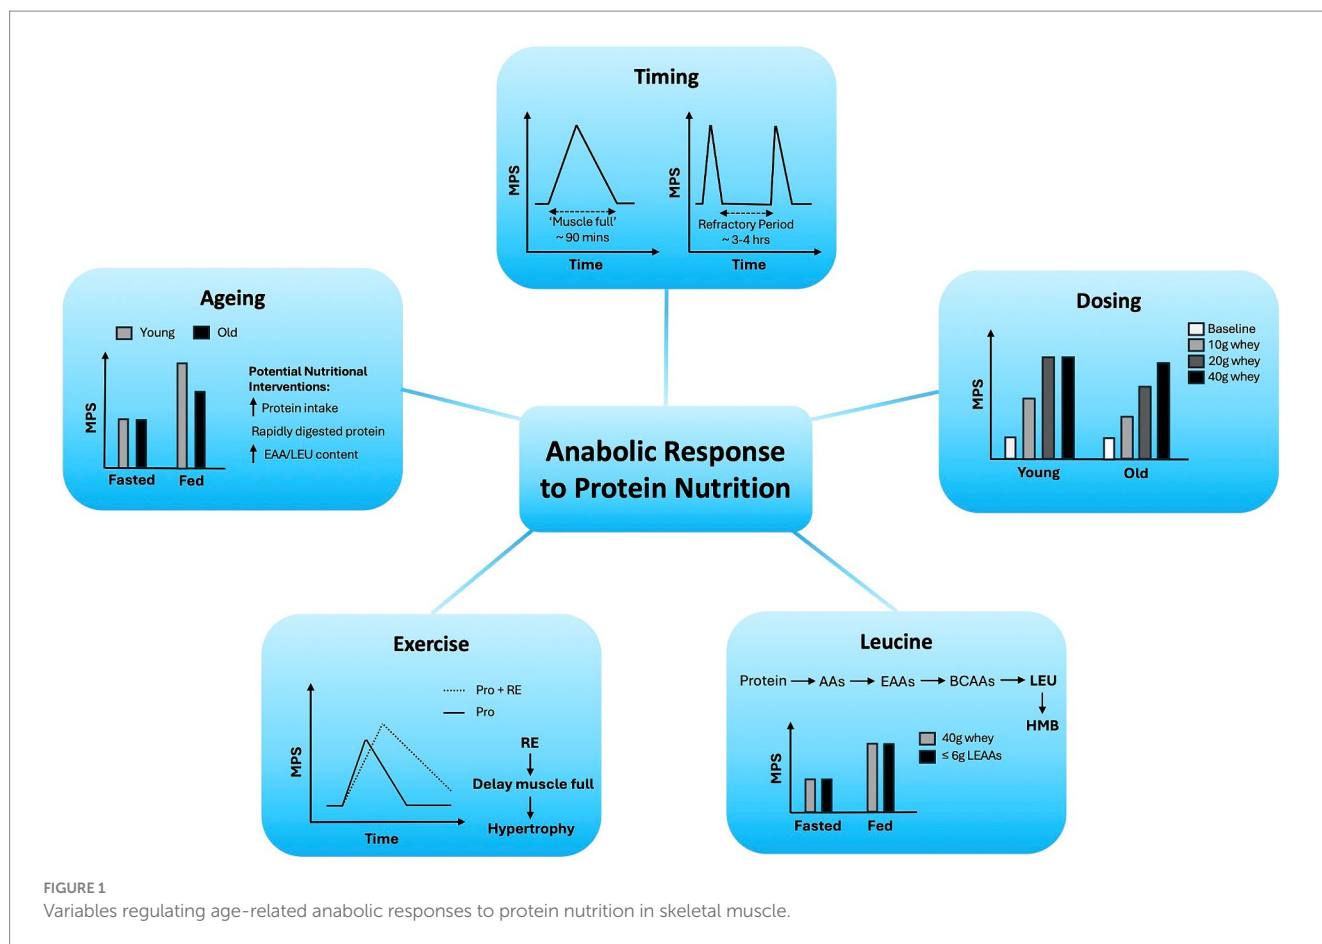 Timing
MPS
'Muscle full'
~ 90 mins
Time
MPS
Refractory Period
~ 3-4 hrs
Time
Ageing
Young
Old
MPS
Fasted
Fed
Potential Nutritional
Interventions:
Protein intake
Rapidly digested protein
EAA/LEU content
Dosing
Baseline
10g whey
20g whey
40g whey
MPS
Young
Old
Anabolic Response
to Protein Nutrition
Exercise
Pro + RE
Pro
MPS
Time
RE
Delay muscle full
Hypertrophy
Leucine
Protein AAs EAAs BCAAs LEU
HMB
40g whey
≤ 6g LEAAs
MPS
Fasted
Fed
FIGURE 1
Variables regulating age-related anabolic responses to protein nutrition in skeletal muscle.